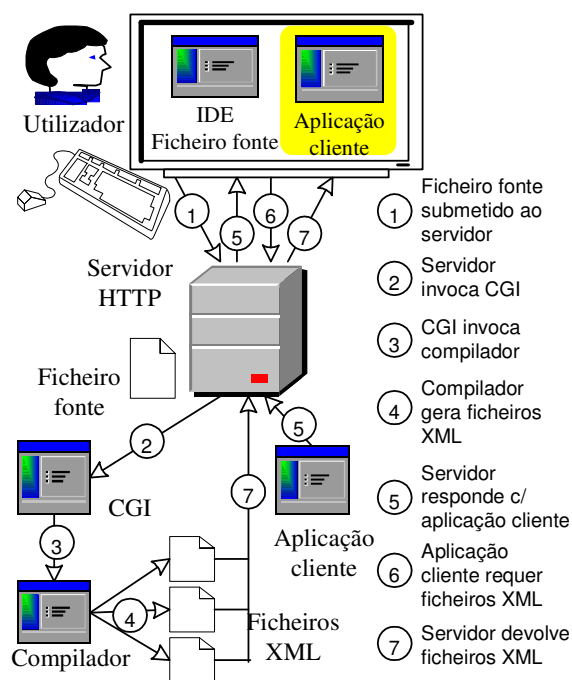 IDE
Ficheiro fonte
Aplicação
cliente
Utilizador
1
5
6
7
Servidor
HTTP
Ficheiro
fonte
2
5
7
CGI
3
Aplicação
cliente
4
Compilador
Ficheiros
XML
1
Ficheiro fonte
submetido ao
servidor
2
Servidor
invoca CGI
3
CGI invoca
compilador
4
Compilador
gera ficheiros
XML
5
Servidor
responde c/
aplicação cliente
6
Aplicação
cliente requer
ficheiros XML
7
Servidor devolve
ficheiros XML